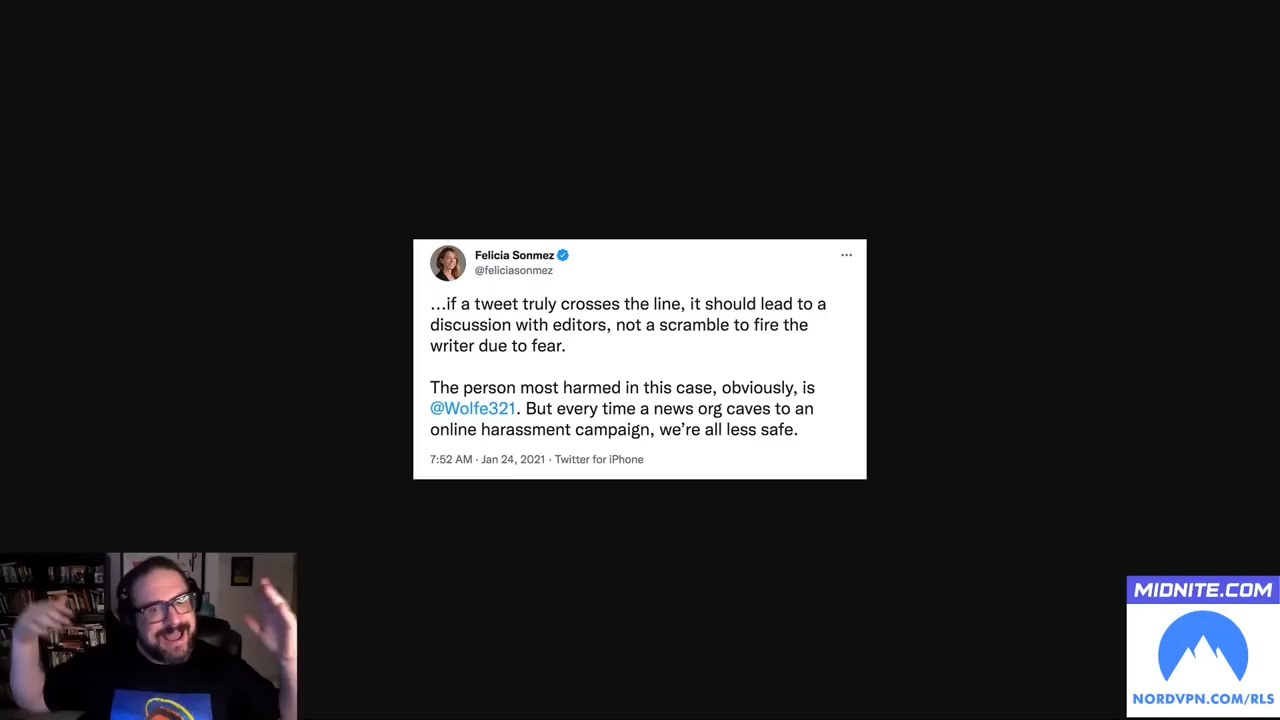 Felicia Sonmez
@feliciasonmez
...if a tweet truly crosses the line, it should lead to a
discussion with editors, not a scramble to fire the
writer due to fear.
The person most harmed in this case, obviously, is
@Wolfe321. But every time a news org caves to an
online harassment campaign, we’re all less safe.
7:52 AM · Jan 24, 2021 · Twitter for iPhone
MIDNITE.COM
NORDVPN.COM/RLS